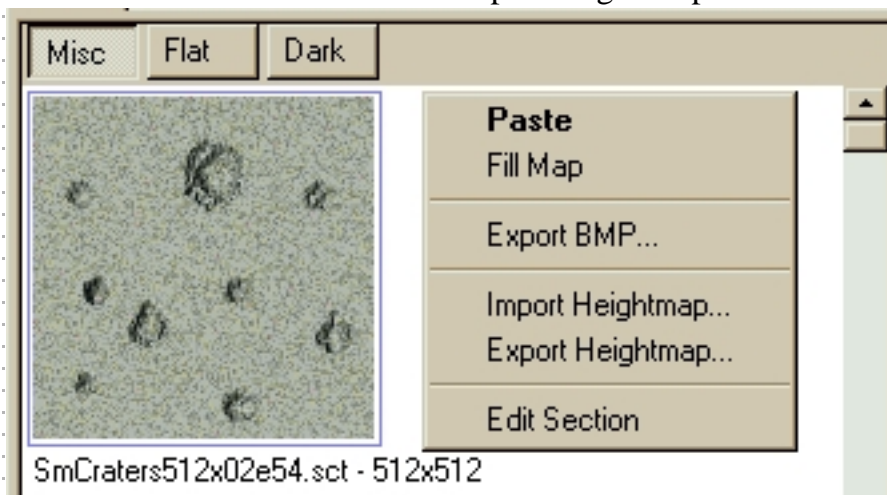 Misc Flat Dark
Paste
Fill Map
Export BMP...
Import Heightmap...
Export Heightmap...
Edit Section
SmCraters512x02e54.sct - 512x512